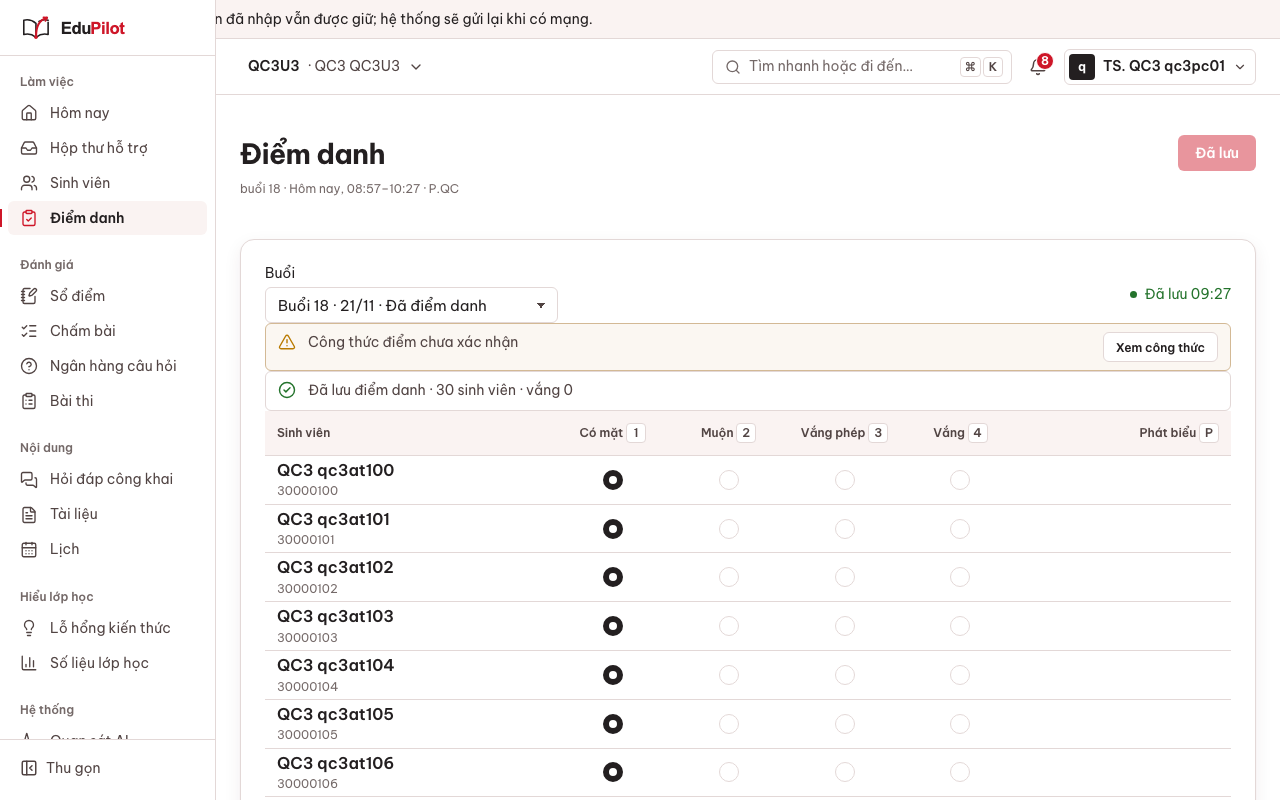 EduPilot
đã nhập vẫn được giữ; hệ thống sẽ gửi lại khi có mạng.
QC3U3 · QC3 QC3U3
Tìm nhanh hoặc đi đến... ⌘ K
8
q TS. QC3 qc3pc01
Làm việc
Hôm nay
Hộp thư hỗ trợ
Sinh viên
Điểm danh
Đánh giá
Sổ điểm
Chấm bài
Ngân hàng câu hỏi
Bài thi
Nội dung
Hỏi đáp công khai
Tài liệu
Lịch
Hiểu lớp học
Lỗ hổng kiến thức
Số liệu lớp học
Hệ thống
Thu gọn
Điểm danh
Đã lưu
buổi 18 · Hôm nay, 08:57–10:27 · P.QC
Buổi
Buổi 18 · 21/11 · Đã điểm danh
Đã lưu 09:27
Công thức điểm chưa xác nhận
Xem công thức
Đã lưu điểm danh · 30 sinh viên · vắng 0
Sinh viên Có mặt 1 Muộn 2 Vắng phép 3 Vắng 4 Phát biểu P
QC3 qc3at100
30000100
QC3 qc3at101
30000101
QC3 qc3at102
30000102
QC3 qc3at103
30000103
QC3 qc3at104
30000104
QC3 qc3at105
30000105
QC3 qc3at106
30000106